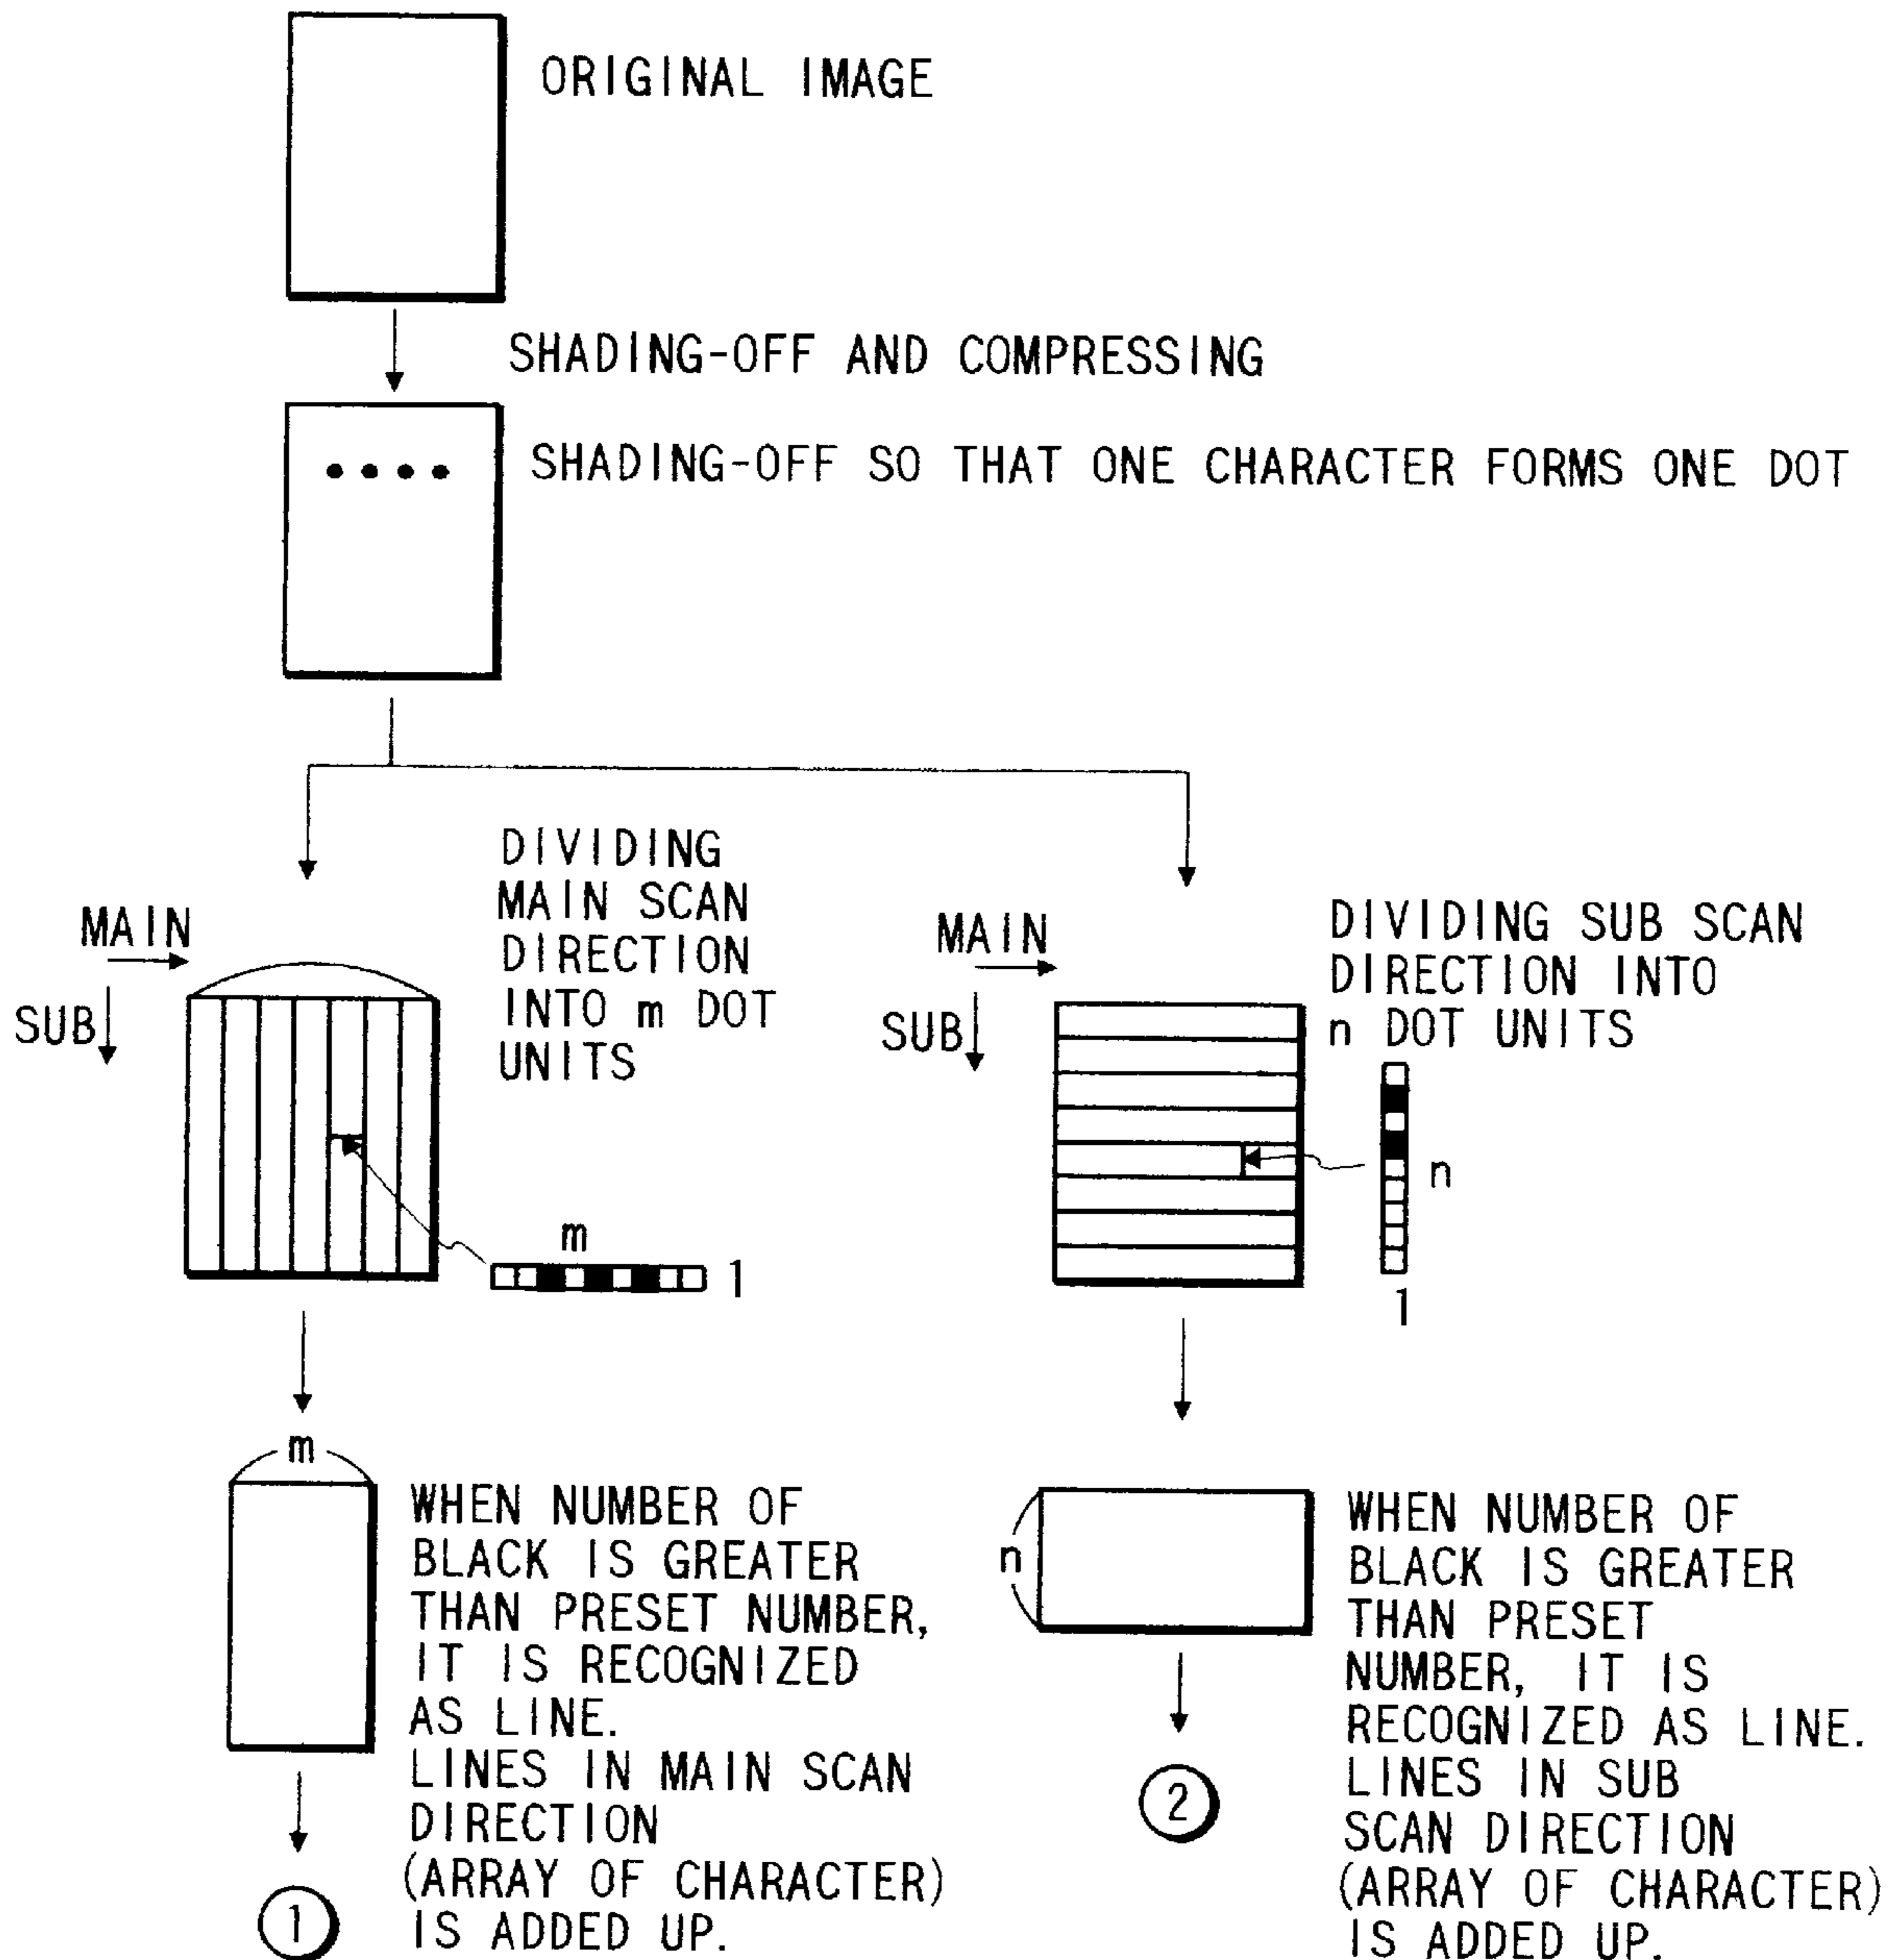 ORIGINAL IMAGE
SHADING-OFF AND COMPRESSING
SHADING-OFF SO THAT ONE CHARACTER FORMS ONE DOT
DIVIDING
MAIN SCAN
DIRECTION
INTO m DOT
UNITS
MAIN
SUB
m
1
DIVIDING SUB SCAN
DIRECTION INTO
n DOT UNITS
MAIN
SUB
n
1
m
WHEN NUMBER OF
BLACK IS GREATER
THAN PRESET NUMBER,
IT IS RECOGNIZED
AS LINE.
LINES IN MAIN SCAN
DIRECTION
(ARRAY OF CHARACTER)
IS ADDED UP.
1
n
WHEN NUMBER OF
BLACK IS GREATER
THAN PRESET
NUMBER, IT IS
RECOGNIZED AS LINE.
LINES IN SUB
SCAN DIRECTION
(ARRAY OF CHARACTER)
IS ADDED UP.
2